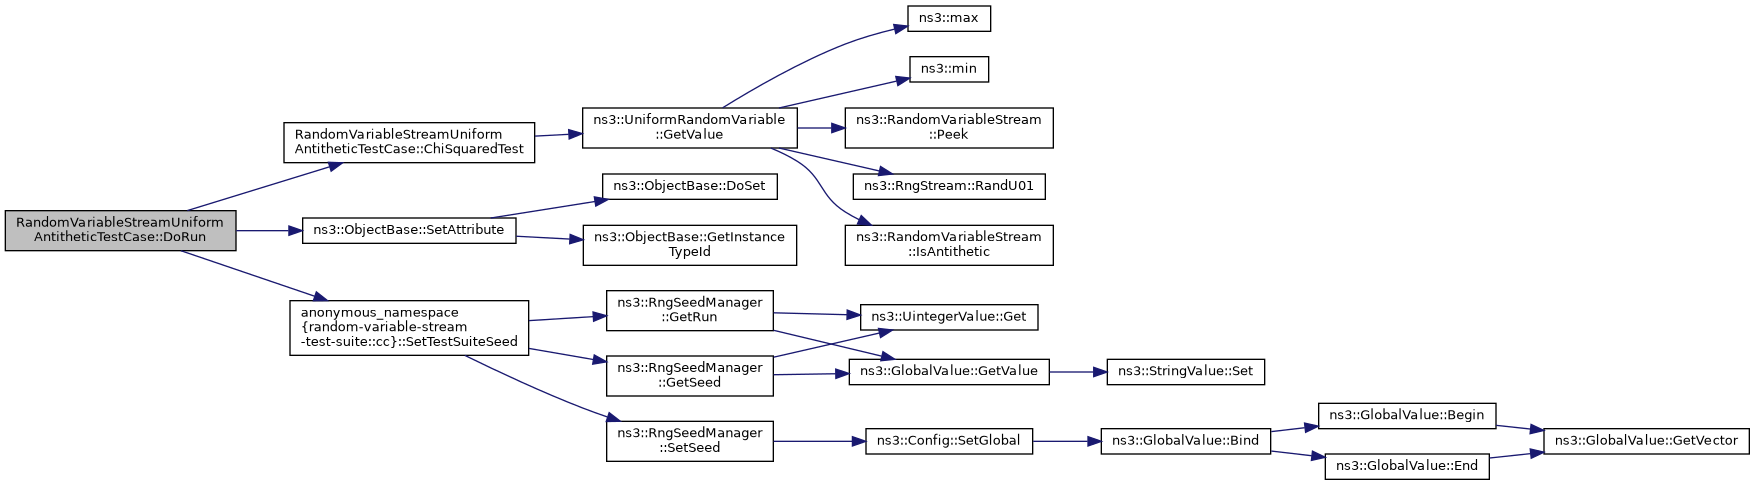 ns3::max
ns3::min
ns3::UniformRandomVariable
::GetValue
ns3::RandomVariableStream
::Peek
RandomVariableStreamUniform
AntitheticTestCase::ChiSquaredTest
ns3::ObjectBase::DoSet
ns3::RngStream::RandU01
RandomVariableStreamUniform
AntitheticTestCase::DoRun
ns3::ObjectBase::SetAttribute
ns3::ObjectBase::GetInstance
TypeId
ns3::RandomVariableStream
::IsAntithetic
anonymous_namespace
{random-variable-stream
-test-suite::cc}::SetTestSuiteSeed
ns3::RngSeedManager
::GetRun
ns3::UintegerValue::Get
ns3::RngSeedManager
::GetSeed
ns3::GlobalValue::GetValue
ns3::StringValue::Set
ns3::RngSeedManager
::SetSeed
ns3::Config::SetGlobal
ns3::GlobalValue::Bind
ns3::GlobalValue::Begin
ns3::GlobalValue::End
ns3::GlobalValue::GetVector